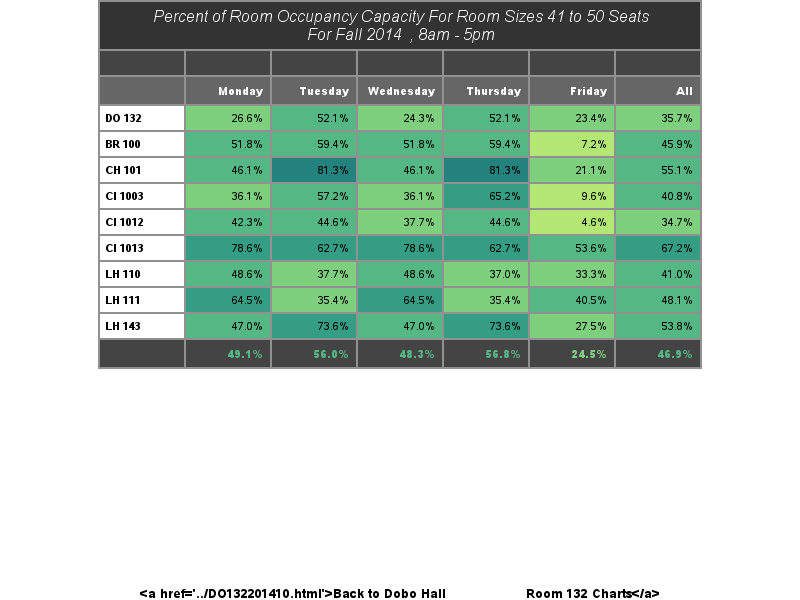 Percent of Room Occupancy Capacity For Room Sizes 41 to 50 Seats
For Fall 2014 , 8am - 5pm
Monday Tuesday Wednesday Thursday Friday All
DO 132 26.6% 52.1% 24.3% 52.1% 23.4% 35.7%
BR 100 51.8% 59.4% 51.8% 59.4% 7.2% 45.9%
CH 101 46.1% 81.3% 46.1% 81.3% 21.1% 55.1%
CI 1003 36.1% 57.2% 36.1% 65.2% 9.6% 40.8%
CI 1012 42.3% 44.6% 37.7% 44.6% 4.6% 34.7%
CI 1013 78.6% 62.7% 78.6% 62.7% 53.6% 67.2%
LH 110 48.6% 37.7% 48.6% 37.0% 33.3% 41.0%
LH 111 64.5% 35.4% 64.5% 35.4% 40.5% 48.1%
LH 143 47.0% 73.6% 47.0% 73.6% 27.5% 53.8%
49.1% 56.0% 48.3% 56.8% 24.5% 46.9%
<a href='../DO132201410.html'>Back to Dobo Hall Room 132 Charts</a>